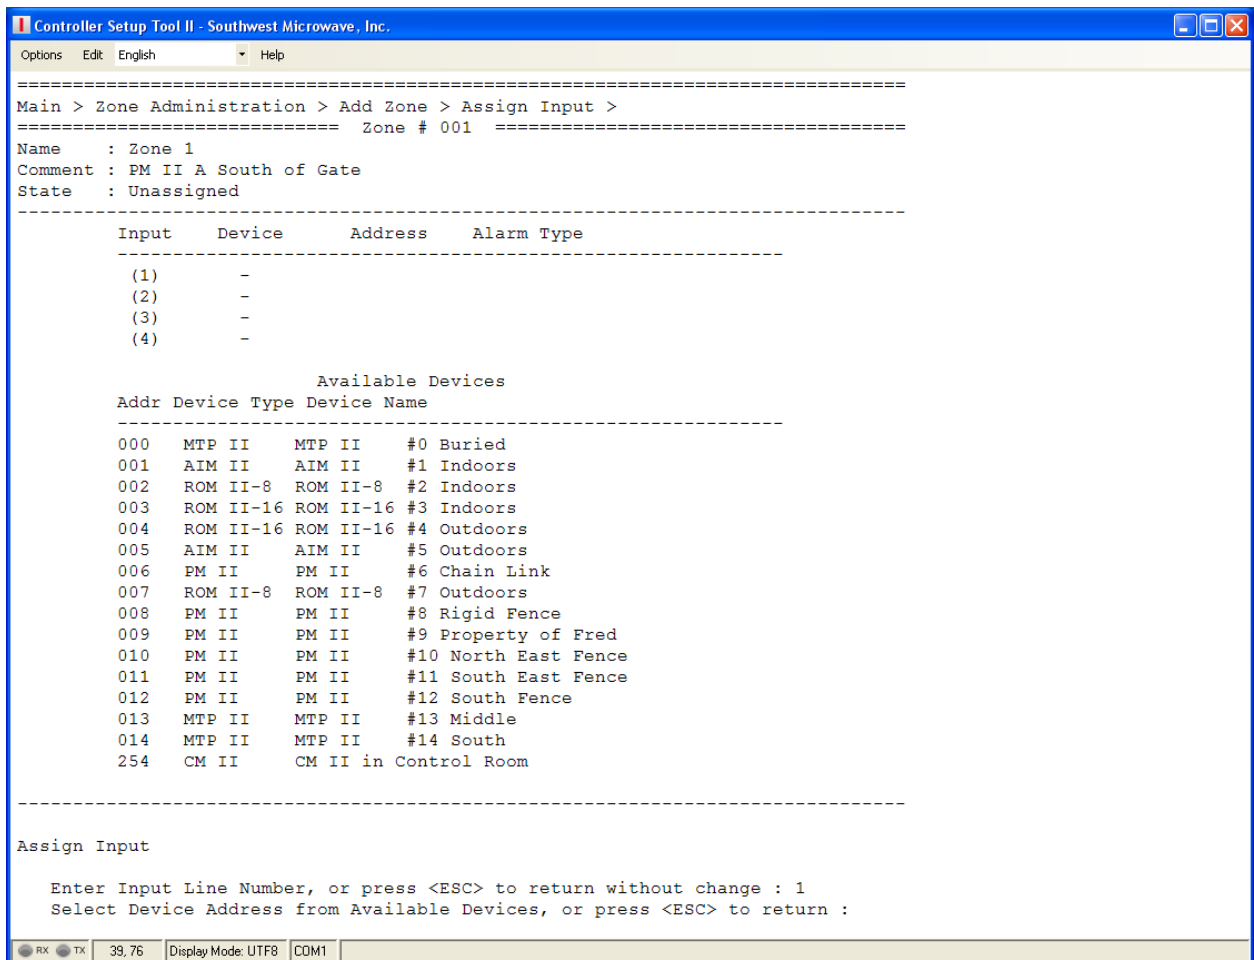 Controller Setup Tool II - Southwest Microwave, Inc.
Options Edit English Help
================================================================================
Main > Zone Administration > Add Zone > Assign Input >
============================= Zone # 001 =====================================
Name : Zone 1
Comment : PM II A South of Gate
State : Unassigned
--------------------------------------------------------------------------------
Input Device Address Alarm Type
------------------------------------------------------------
(1) -
(2) -
(3) -
(4) -
Available Devices
Addr Device Type Device Name
------------------------------------------------------------
000 MTP II MTP II #0 Buried
001 AIM II AIM II #1 Indoors
002 ROM II-8 ROM II-8 #2 Indoors
003 ROM II-16 ROM II-16 #3 Indoors
004 ROM II-16 ROM II-16 #4 Outdoors
005 AIM II AIM II #5 Outdoors
006 PM II PM II #6 Chain Link
007 ROM II-8 ROM II-8 #7 Outdoors
008 PM II PM II #8 Rigid Fence
009 PM II PM II #9 Property of Fred
010 PM II PM II #10 North East Fence
011 PM II PM II #11 South East Fence
012 PM II PM II #12 South Fence
013 MTP II MTP II #13 Middle
014 MTP II MTP II #14 South
254 CM II CM II in Control Room
--------------------------------------------------------------------------------
Assign Input
Enter Input Line Number, or press <ESC> to return without change : 1
Select Device Address from Available Devices, or press <ESC> to return :
RX TX 39, 76 Display Mode: UTF8 COM1